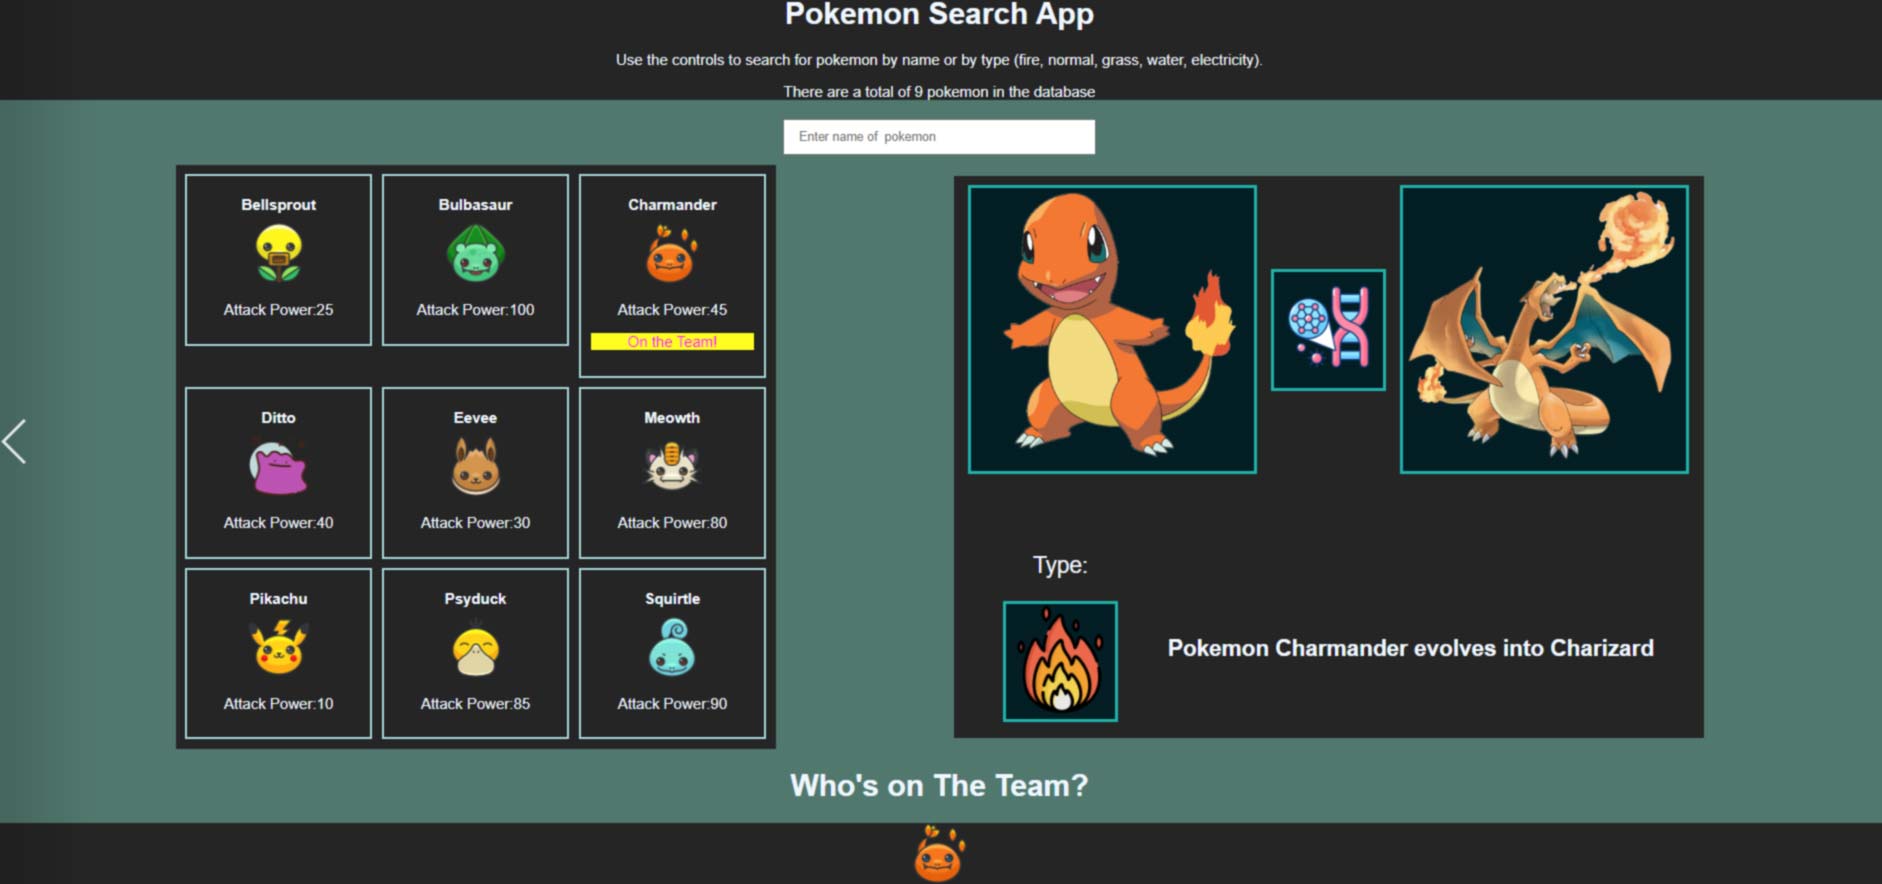 Pokemon Search App
Use the controls to search for pokemon by name or by type (fire, normal, grass, water, electricity).
There are a total of 9 pokemon in the database
Enter name of  pokemon
Bellsprout
Attack Power:25
Bulbasaur
Attack Power:100
Charmander
Attack Power:45
On the Team!
Ditto
Attack Power:40
Eevee
Attack Power:30
Meowth
Attack Power:80
Pikachu
Attack Power:10
Psyduck
Attack Power:85
Squirtle
Attack Power:90
Type:
Pokemon Charmander evolves into Charizard
Who's on The Team?